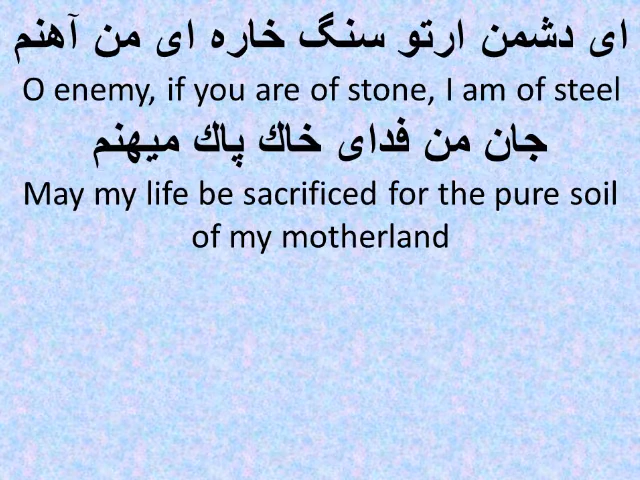 ای دشمن ارتو سنگ خاره ای من آهنم
O enemy, if you are of stone, I am of steel
جان من فدای خاك پاك میهنم
May my life be sacrificed for the pure soil
of my motherland